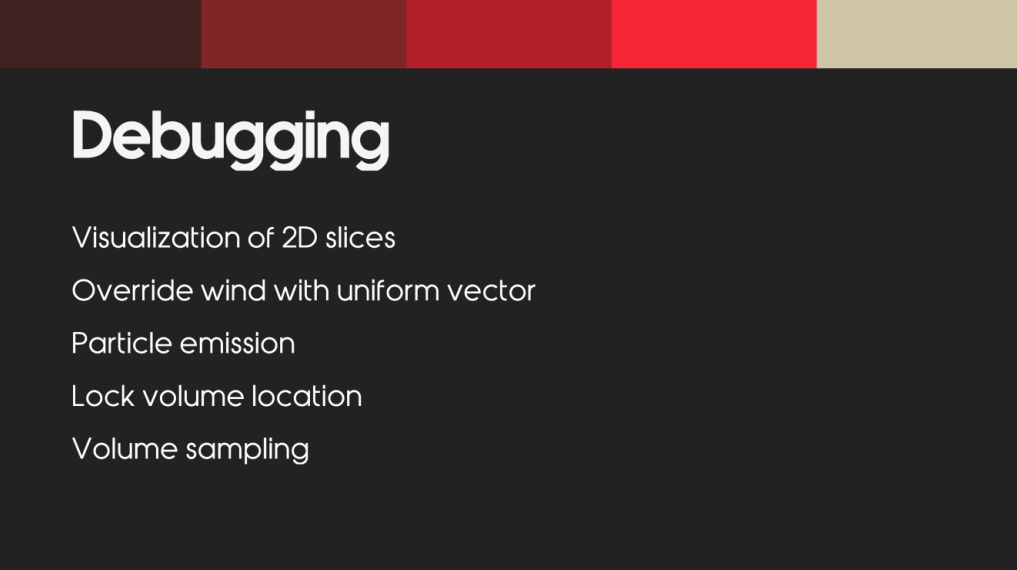 Debugging
Visualization of 2D slices
Override wind with uniform vector
Particle emission
Lock volume location
Volume sampling